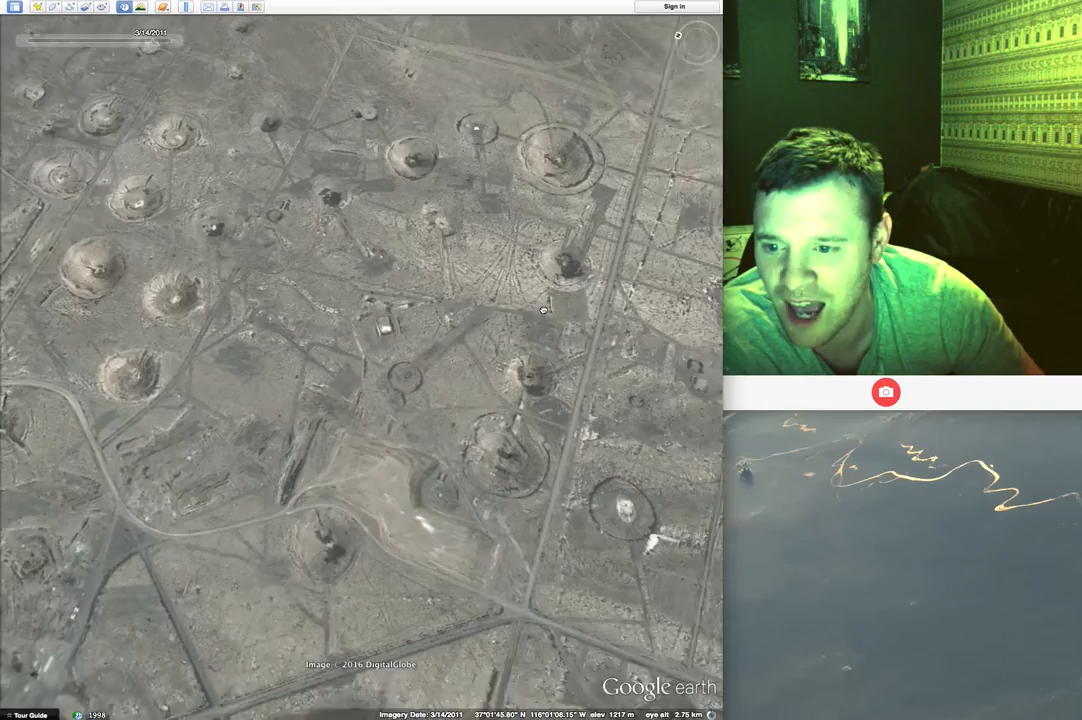 Sign in
3/14/2011
Image © 2016 DigitalGlobe
Google earth
Tour Guide
1998
Imagery Date: 3/14/2011 37°01'45.80" N 116°01'08.15" W elev 1217 m eye alt 2.75 km